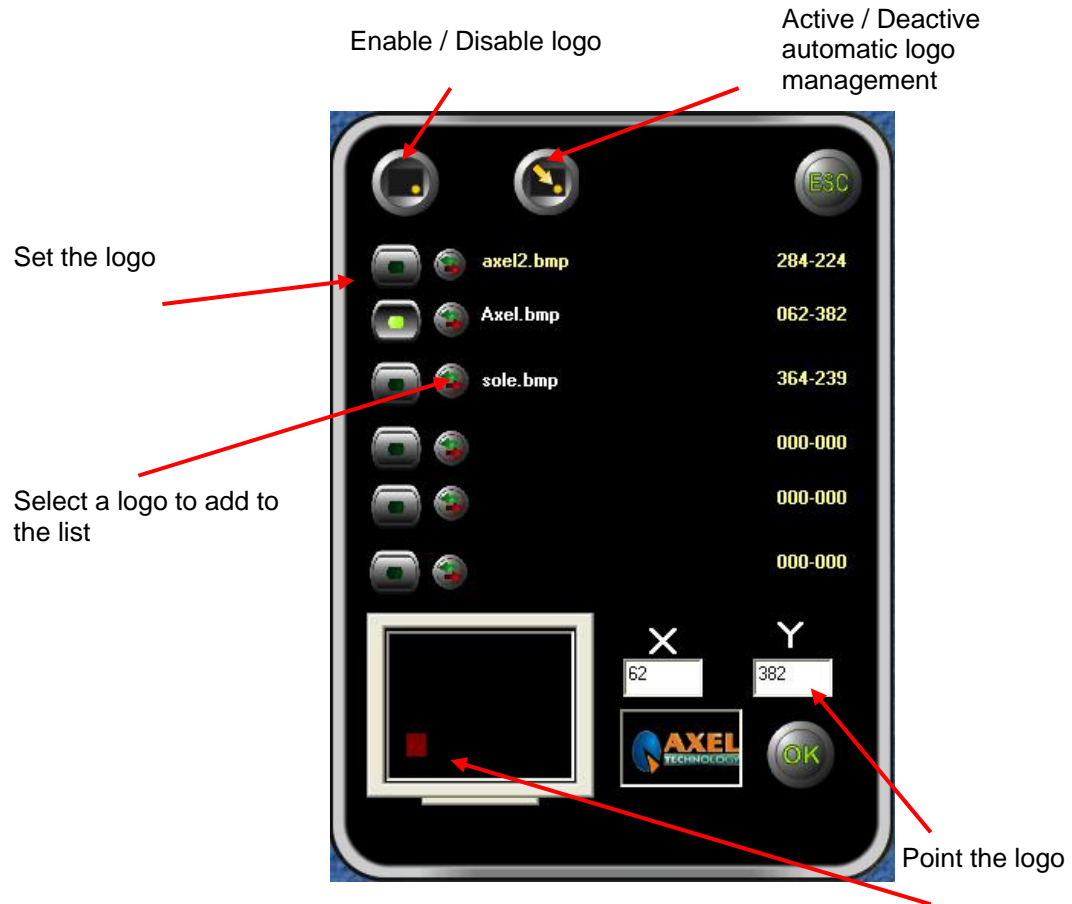 Enable / Disable logo
Active / Deactive
automatic logo
management
ESC
Set the logo
axel2.bmp 284-224
Axel.bmp 062-382
sole.bmp 364-239
000-000
Select a logo to add to
the list
000-000
000-000
X Y
62 382
AXEL
TECHNOLOGY
OK
Point the logo